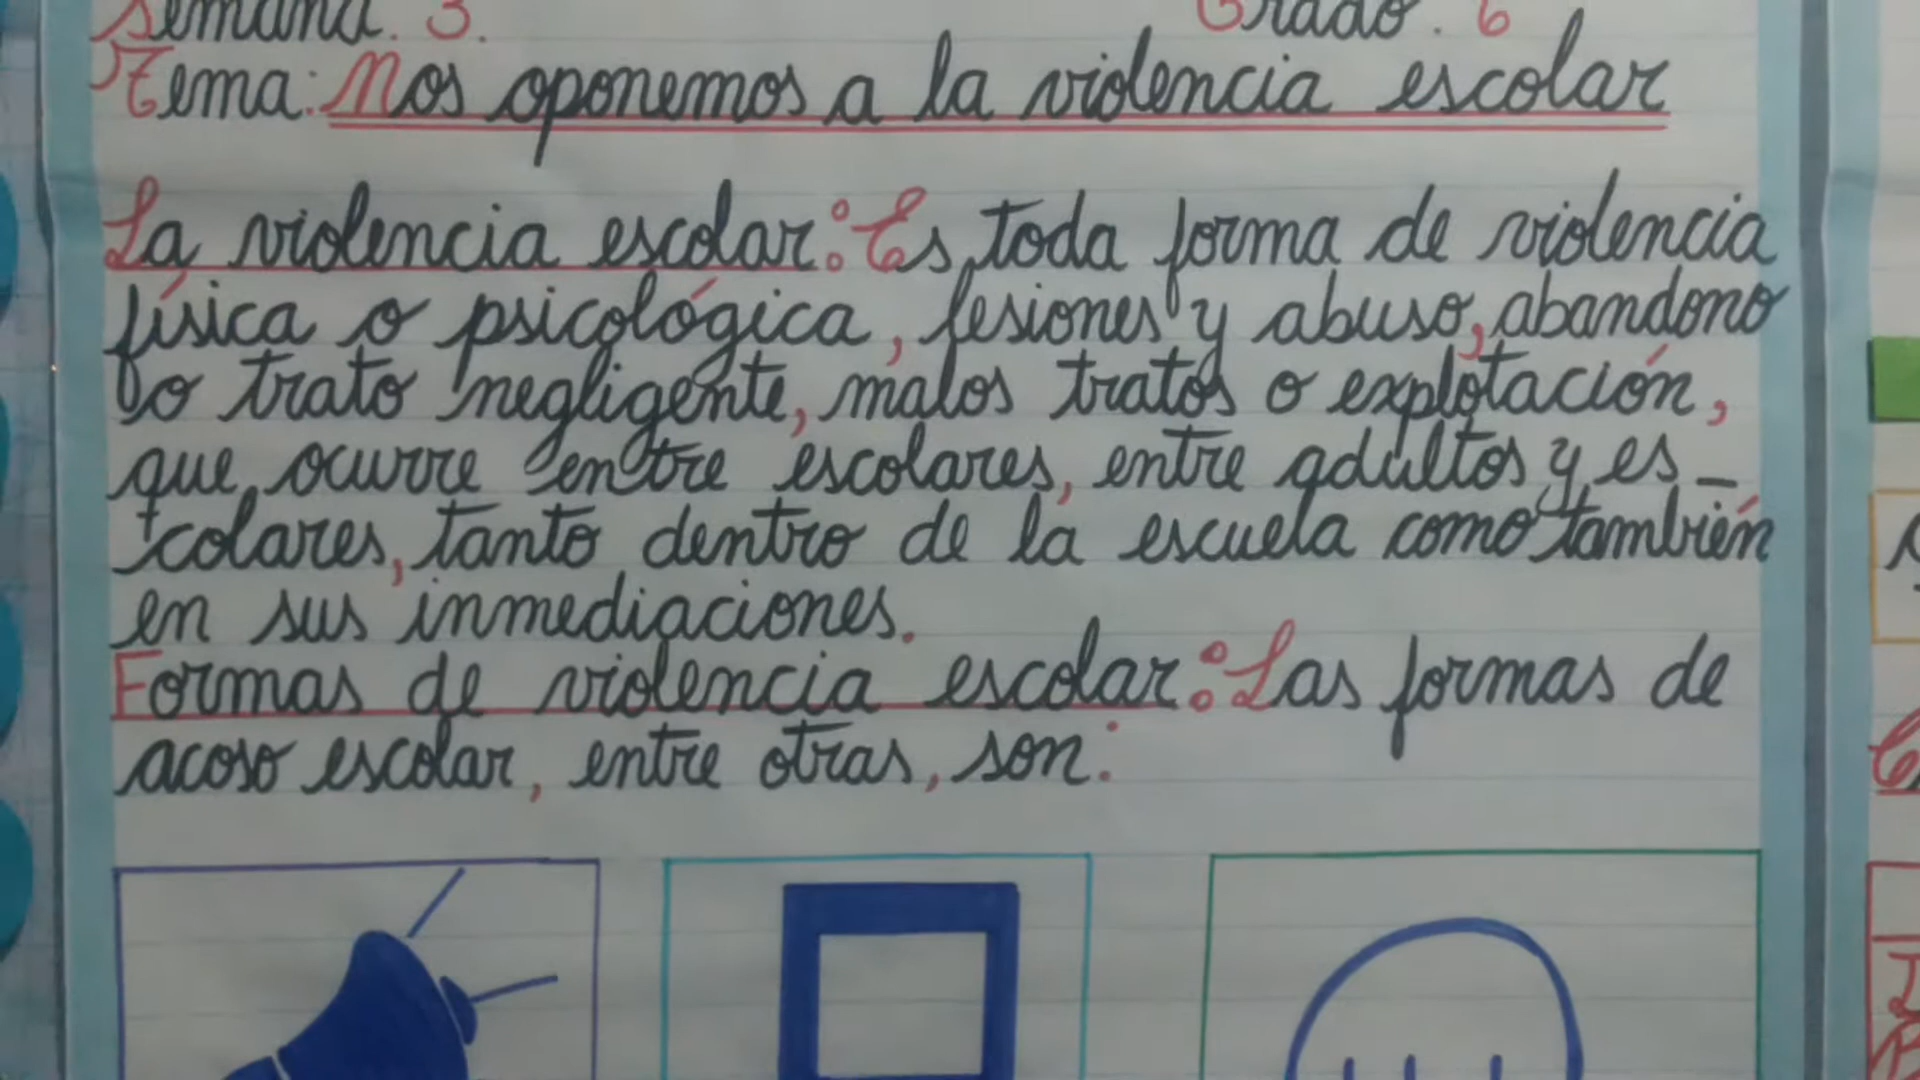 Semana. 3. Grado. 6
Tema: Nos oponemos a la violencia escolar
La violencia escolar: Es toda forma de violencia
física o psicológica, lesiones y abuso, abandono
o trato negligente, malos tratos o explotación,
que ocurre entre escolares, entre adultos y es_
colares, tanto dentro de la escuela como también
en sus inmediaciones.
Formas de violencia escolar: Las formas de
acoso escolar, entre otras, son: